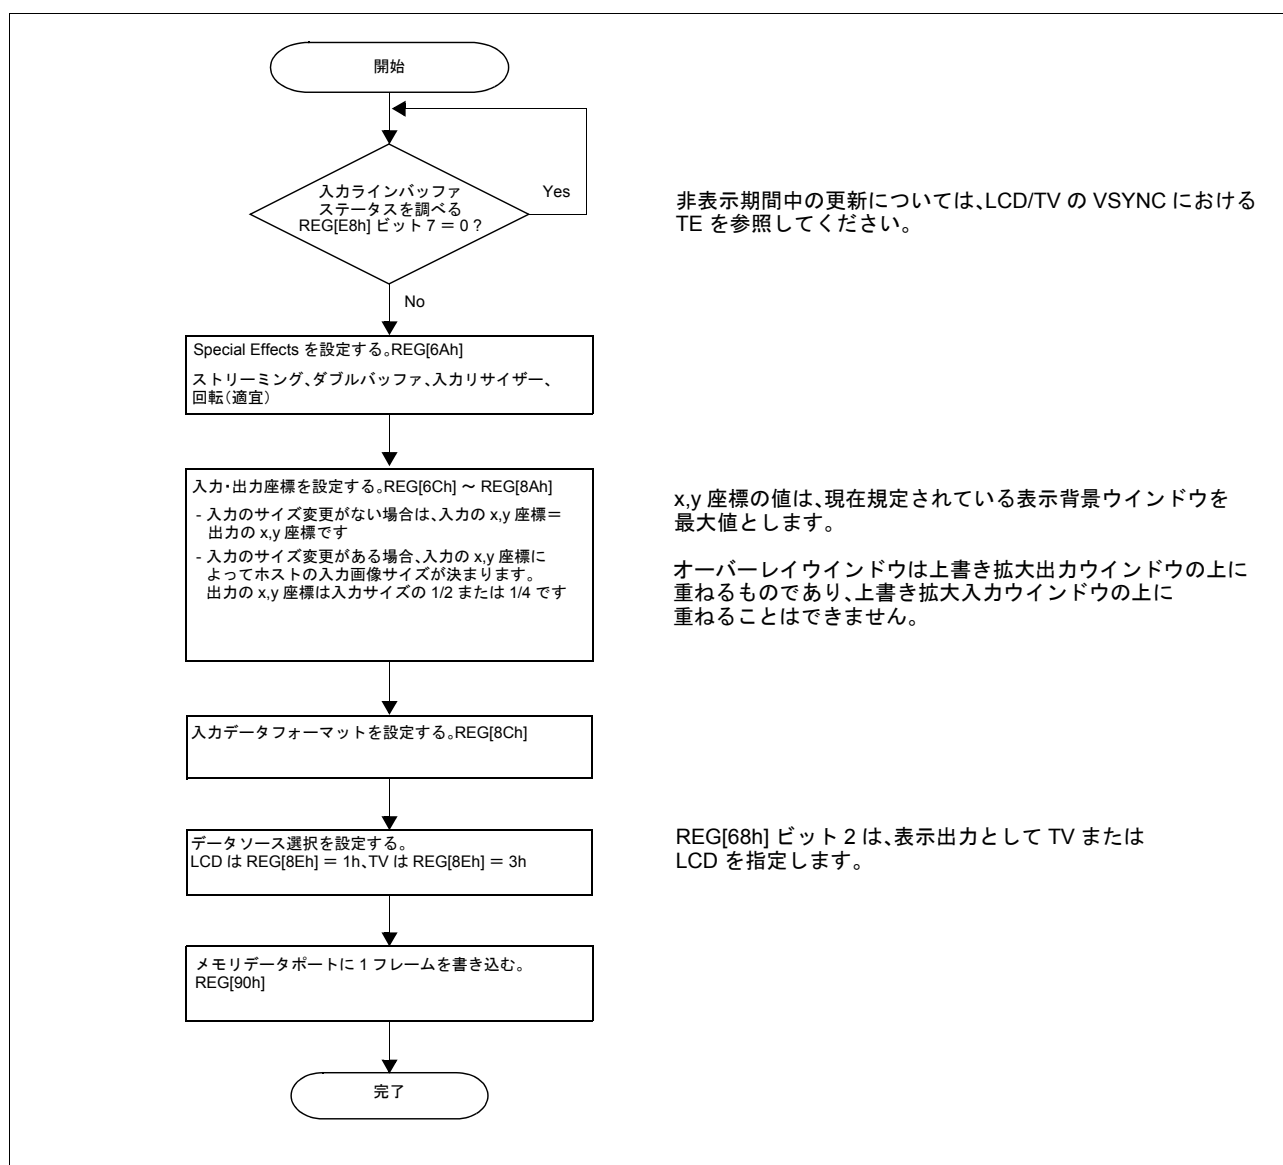 開始
入力ラインバッファ
ステータスを調べる
REG[E8h] ビット 7 = 0 ?
Yes
非表示期間中の更新については、LCD/TV の VSYNC における
TE を参照してください。
No
Special Effects を設定する。REG[6Ah]
ストリーミング、ダブルバッファ、入力リサイザー、
回転(適宜)
入力・出力座標を設定する。REG[6Ch] ~ REG[8Ah]
- 入力のサイズ変更がない場合は、入力の x,y 座標=
出力の x,y 座標です
- 入力のサイズ変更がある場合、入力の x,y 座標に
よってホストの入力画像サイズが決まります。
出力の x,y 座標は入力サイズの 1/2 または 1/4 です
x,y 座標の値は、現在規定されている表示背景ウインドウを
最大値とします。
オーバーレイウインドウは上書き拡大出力ウインドウの上に
重ねるものであり、上書き拡大入力ウインドウの上に
重ねることはできません。
入力データフォーマットを設定する。REG[8Ch]
データソース選択を設定する。
LCD は REG[8Eh] = 1h、TV は REG[8Eh] = 3h
REG[68h] ビット 2 は、表示出力として TV または
LCD を指定します。
メモリデータポートに 1 フレームを書き込む。
REG[90h]
完了